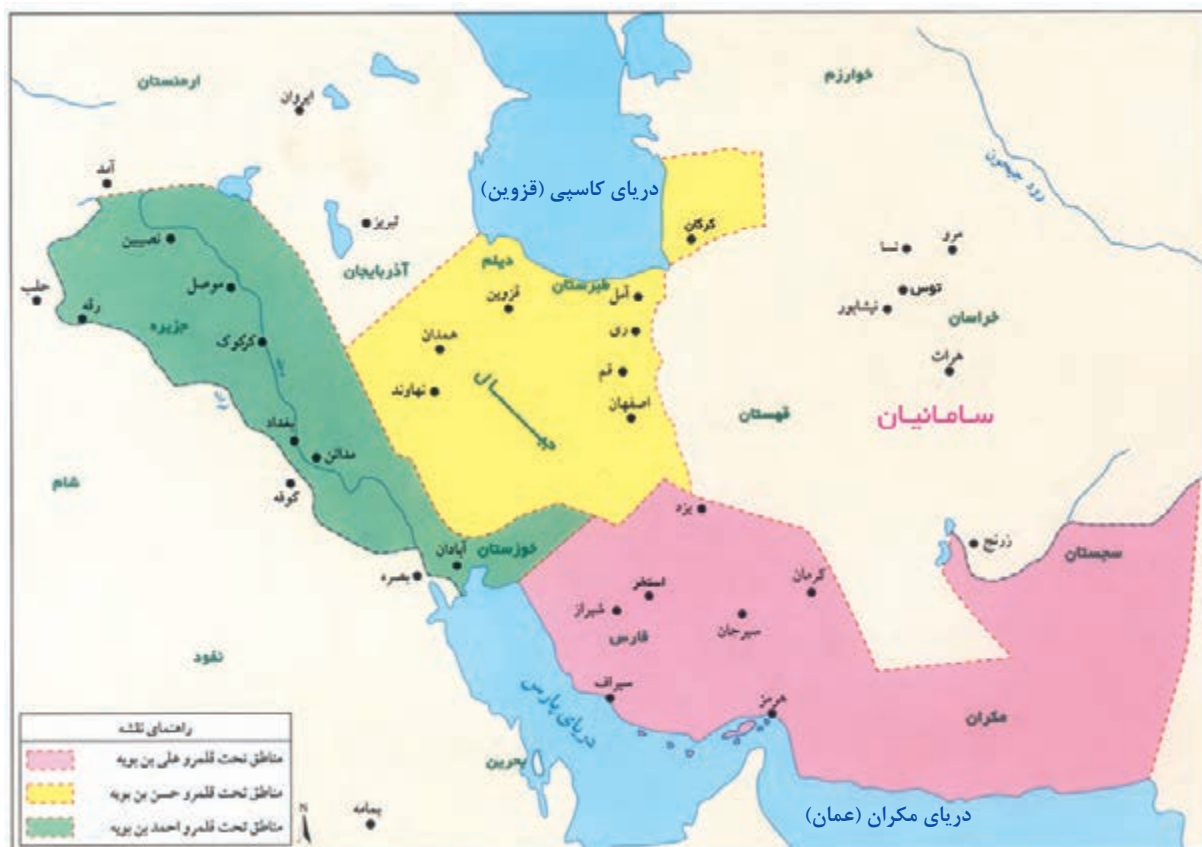 خوارزم
ارمنستان
ایروان
رود جیحون
آمد
دریای کاسپی (قزوین)
گرگان
تبریز
نصیبین
آذربایجان
دیلم
طبرستان
مرو
نسا
توس
نیشابور
خراسان
هرات
حلب
رقه
جزیره
موصل
کرکوک
قزوین
همدان
نهاوند
آمل
ری
قم
اصفهان
جبال
قهستان
سامانیان
بغداد
مدائن
کوفه
شام
خوزستان
آبادان
بصره
یزد
زرنج
سجستان
کرمان
استخر
شیراز
سیرجان
فارس
سیراف
هرمز
مکران
نفود
دریای پارس
بحرین
یمامه
دریای مکران (عمان)
راهنمای نقشه
مناطق تحت قلمرو علی بن بویه
مناطق تحت قلمرو حسن بن بویه
مناطق تحت قلمرو احمد بن بویه
N